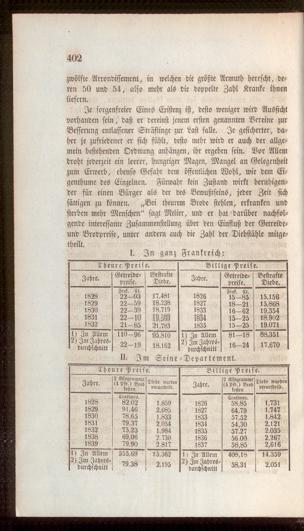 402
zwölfte Arrondissement, in welchen die größte Armuth herrscht, de-
ren 50 und 54, also mehr als die doppelte Zahl Kranke ihnen
liefern.
Je sorgenfreier Eines Existenz ist, desto weniger wird Aussicht
vorhanden sein, daß er dereinst jenen ersten genannten Vereine zur
Besserung entlassener Sträflinge zur Last falle. Je gesicherter, da-
her je zufriedener er sich fühlt, desto mehr wird er auch der allge-
mein bestehenden Ordnung anhängen, ihr ergeben sein. Vor Allem
droht jederzeit ein leerer, hungriger Magen, Mangel an Gelegenheit
zum Erwerb, ebenso Gefahr dem öffentlichen Wohl, wie dem Ei-
genthume des Einzelnen. Fürwahr kein Zustand wirkt beruhigen-
der für einen Bürger als der des Bewußtseins, jeder Zeit sich
sättigen zu können. „Bei theurem Brode stehlen, erkranken und
sterben mehr Menschen“ sagt Melier, und er hat darüber nachfol-
gende interessante Zusammenstellung über den Einfluß der Getreide-
und Brodpreise, unter andern auch die Zahl der Diebstähle mitge-
theilt.
I. In ganz Frankreich:
Theure Preise. Billige Preise.
Jahre. Getreide-preise. Bestrafte Diebe. Jahre. Getreide-preise. Bestrafte Diebe.
1828 22—03 17,481 1826 15—85 15,156
1829 22—59 18,328 1827 18—21 15,868
1830 22—39 18,719 1833 16—62 19,354
1831 22—10 1834 15—25 18,902
1832 21—85 21,783 1835 15—25 19,071
1) In Allem 110—96 95,810 1) In Allem 81—18 88,351
2) Im Jahres-durchschnitt 22—19 19,162 2) Im Jahres-durchschnitt 16—24 17,670
II. Im Seine-Departement.
Theure Preise. Billige Preise.
Jahre. Diebe wurden verurtheilt. Jahre. Diebe wurden verurtheilt.
1828 82,02 1.859 1826 58,85 1,731
1829 91,46 2.085 1827 64,79 1.747
1830 78,65 1.833 1833 57,52 1,842
1831 79,37 2.054 1834 54,30 2,121
1832 75,23 1.984 1835 57,27 2.035
1838 69,06 2.730 1836 56.00 2.267
1839 79,90 2.817 1837 58,85 2,616
1) In Allem 555,69 15,362 1) In Allem 408,18 14.359
2) Im Jahres-durchschnitt 79,38 2.195 2) Im Jahres-durchschnitt 58,31 2.051